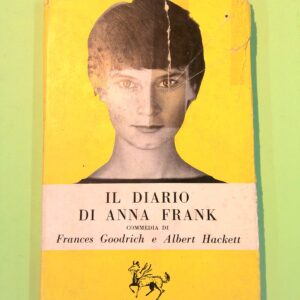 IL DIARIO
DI ANNA FRANK
COMMEDIA DI
Frances Goodrich e Albert Hackett